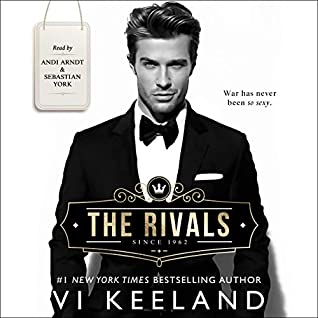 Read by
ANDI ARNDT
&
SEBASTIAN
YORK
War has never
been so sexy.
THE RIVALS
SINCE 1962
#1 NEW YORK TIMES BESTSELLING AUTHOR
VI KEELAND